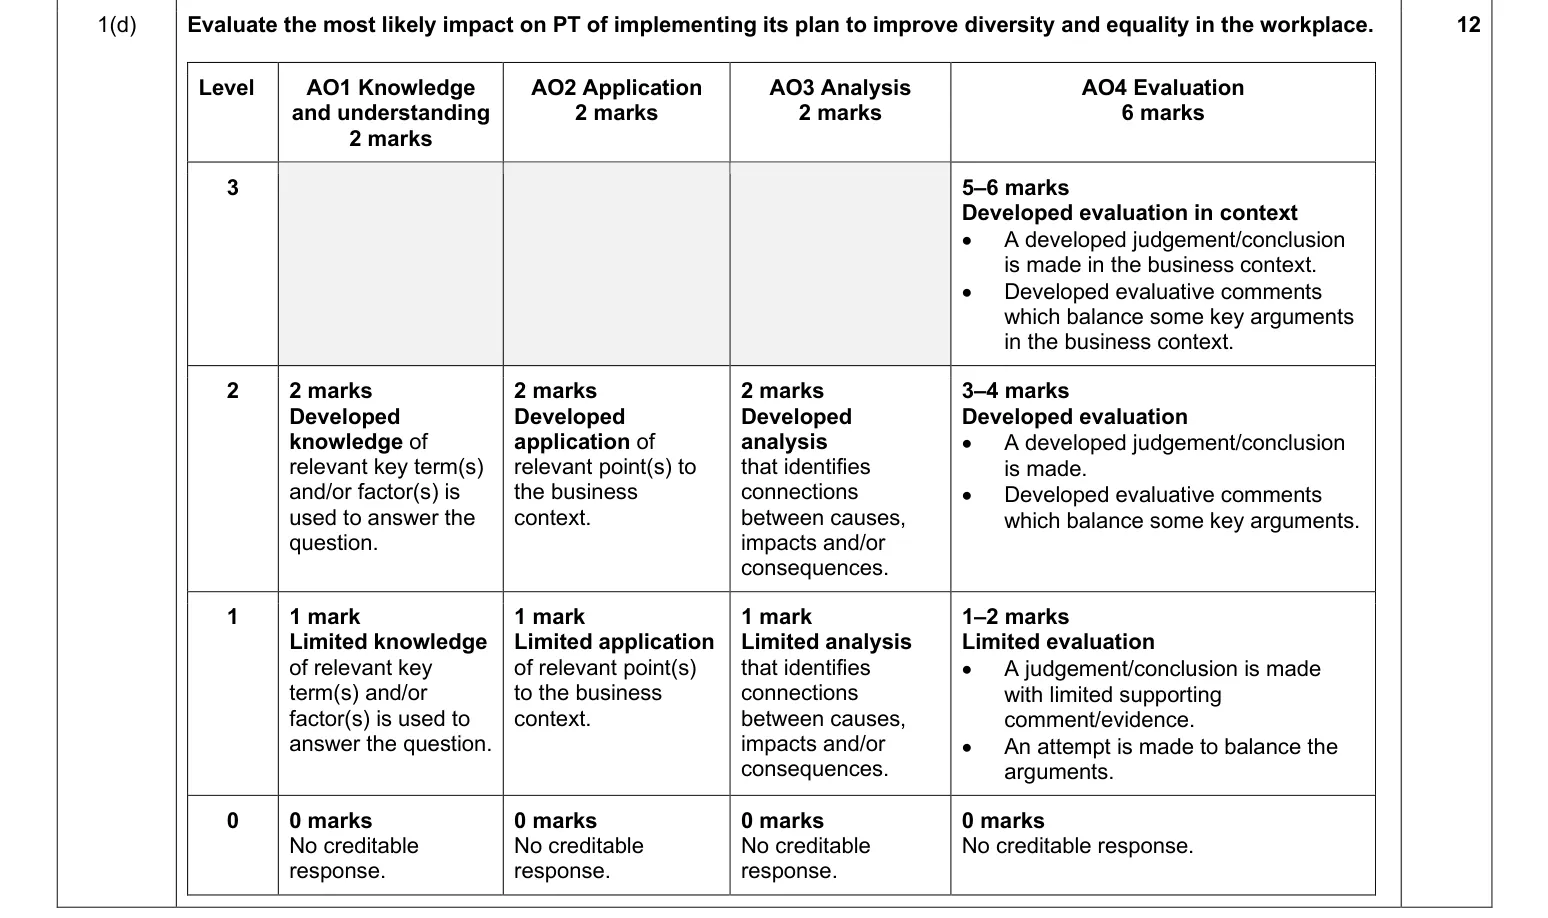 1(d)
Evaluate the most likely impact on PT of implementing its plan to improve diversity and equality in the workplace.
12
Level
AO1 Knowledge
and understanding
2 marks
AO2 Application
2 marks
AO3 Analysis
2 marks
AO4 Evaluation
6 marks
3
5–6 marks
Developed evaluation in context
• A developed judgement/conclusion
is made in the business context.
• Developed evaluative comments
which balance some key arguments
in the business context.
2
2 marks
Developed
knowledge of
relevant key term(s)
and/or factor(s) is
used to answer the
question.
2 marks
Developed
application of
relevant point(s) to
the business
context.
2 marks
Developed
analysis
that identifies
connections
between causes,
impacts and/or
consequences.
3–4 marks
Developed evaluation
• A developed judgement/conclusion
is made.
• Developed evaluative comments
which balance some key arguments.
1
1 mark
Limited knowledge
of relevant key
term(s) and/or
factor(s) is used to
answer the question.
1 mark
Limited application
of relevant point(s)
to the business
context.
1 mark
Limited analysis
that identifies
connections
between causes,
impacts and/or
consequences.
1–2 marks
Limited evaluation
• A judgement/conclusion is made
with limited supporting
comment/evidence.
• An attempt is made to balance the
arguments.
0
0 marks
No creditable
response.
0 marks
No creditable
response.
0 marks
No creditable
response.
0 marks
No creditable response.